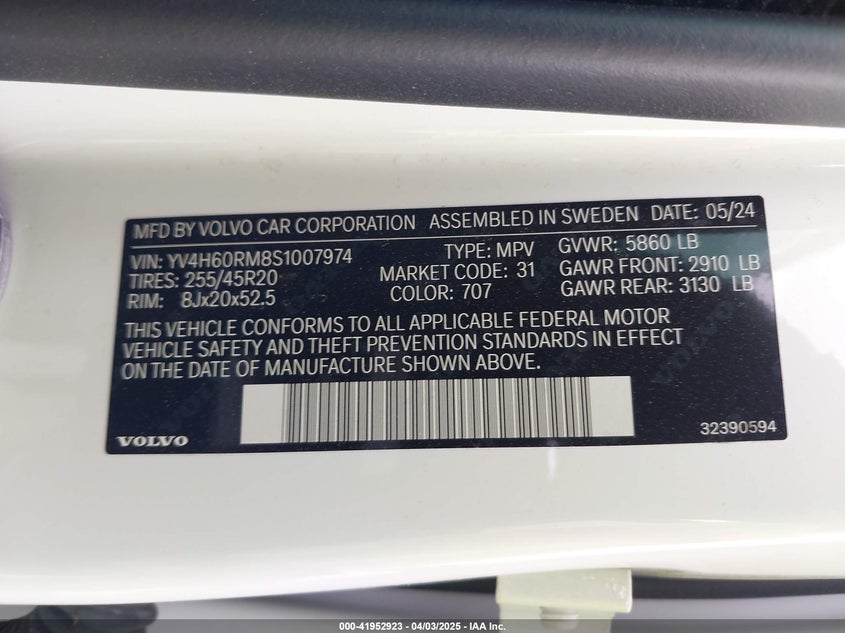 MFD BY VOLVO CAR CORPORATION ASSEMBLED IN SWEDEN DATE: 05/24
VIN: YV4H60RM8S1007974 TYPE: MPV GVWR: 5860 LB
TIRES: 255/45R20 MARKET CODE: 31 GAWR FRONT: 2910 LB
RIM: 8Jx20x52.5 COLOR: 707 GAWR REAR: 3130 LB
THIS VEHICLE CONFORMS TO ALL APPLICABLE FEDERAL MOTOR
VEHICLE SAFETY AND THEFT PREVENTION STANDARDS IN EFFECT
ON THE DATE OF MANUFACTURE SHOWN ABOVE.
VOLVO 32390594
000-41952923 - 04/03/2025 - IAA Inc.